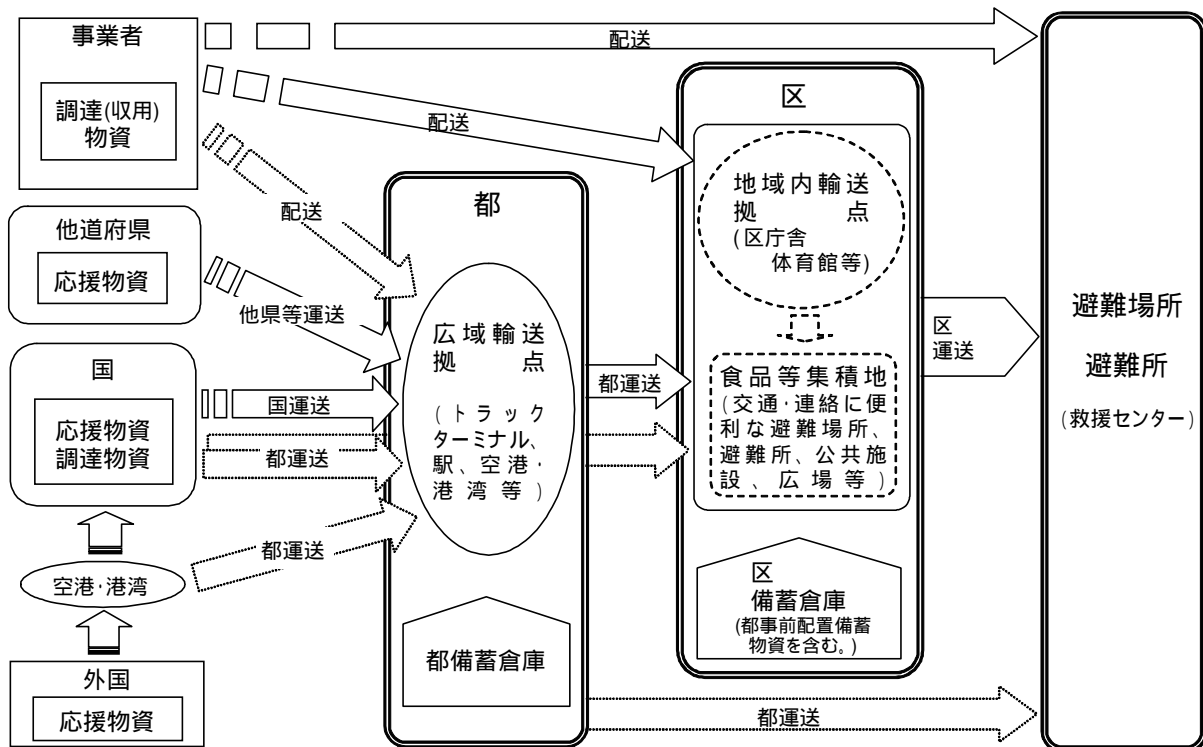 事業者
調達(収用)
物資
他道府県
応援物資
国
応援物資
調達物資
空港・港湾
外国
応援物資
配送
配送
配送
他県等運送
国運送
都運送
都運送
都
広域輸送
拠点
(トラック
ターミナル、
駅、空港・
港湾等)
都備蓄倉庫
都運送
区
地域内輸送
拠点
(区庁舎
体育館等)
食品等集積地
(交通・連絡に便
利な避難場所、
避難所、公共施
設、広場等)
区
備蓄倉庫
(都事前配置備蓄
物資を含む。)
区
運送
都運送
避難場所
避難所
(救援センター)